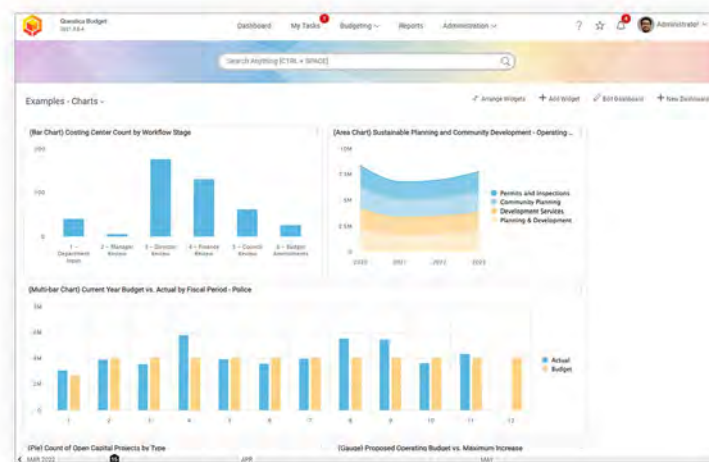 Questica Budget
Dashboard My Tasks Budgeting Reports Administration ? Administrator
Search Anything [CTRL + SPACE]
Examples - Charts -
Arrange Widgets + Add Widget Edit Dashboard + New Dashboard
(Bar Chart) Costing Center Count by Workflow Stage
200
100
0
1 - Department Input
2 - Manager Review
3 - Director Review
4 - Finance Review
5 - Council Review
6 - Budget Amendments
(Area Chart) Sustainable Planning and Community Development - Operating ...
10M
7.5M
5M
2.5M
0
2020 2021 2022 2023
Permits and Inspections
Community Planning
Development Services
Planning & Development
(Multi-bar Chart) Current Year Budget vs. Actual by Fiscal Period - Police
8M
6M
4M
2M
0
1 2 3 4 5 6 7 8 9 10 11 12
Actual
Budget
(Pie) Count of Open Capital Projects by Type
(Gauge) Proposed Operating Budget vs. Maximum Increase
MAR 2022 APR MAY